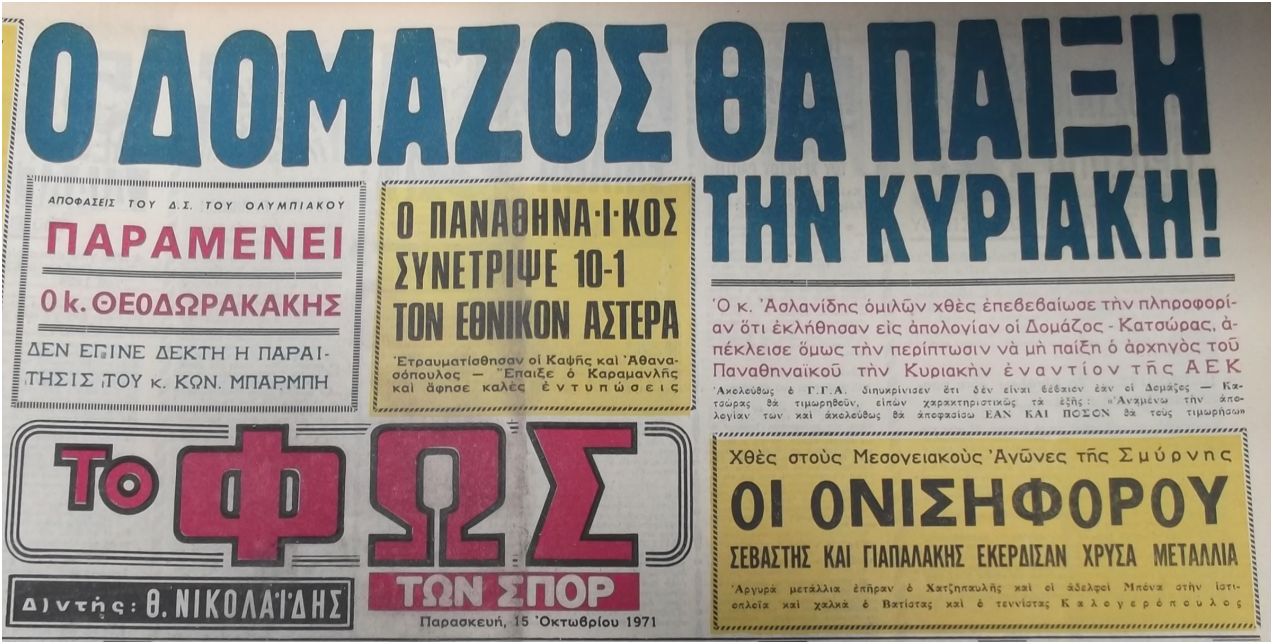 Ο ΔΟΜΑΖΟΣ ΘΑ ΠΑΙΞΗ
ΤΗΝ ΚΥΡΙΑΚΗ!
ΑΠΟΦΑΣΕΙΣ ΤΟΥ Δ.Σ. ΤΟΥ ΟΛΥΜΠΙΑΚΟΥ
ΠΑΡΑΜΕΝΕΙ
Ο κ. ΘΕΟΔΩΡΑΚΑΚΗΣ
ΔΕΝ ΕΓΙΝΕ ΔΕΚΤΗ Η ΠΑΡΑΙ-
ΤΗΣΙΣ ΤΟΥ κ. ΚΩΝ. ΜΠΑΡΜΠΗ
Ο ΠΑΝΑΘΗΝΑ·Ι·ΚΟΣ
ΣΥΝΕΤΡΙΨΕ 10-1
ΤΟΝ ΕΘΝΙΚΟΝ ΑΣΤΕΡΑ
Ἐτραυματίσθησαν οἱ Καψῆς καὶ Ἀθανα-
σόπουλος — Ἔπαιξε ὁ Καραμανλῆς
καὶ ἄφησε καλὲς ἐντυπώσεις
Ὁ κ. Ἀσλανίδης ὁμιλῶν χθὲς ἐπεβεβαίωσε τὴν πληροφορί-
αν ὅτι ἐκλήθησαν εἰς ἀπολογίαν οἱ Δομάζος - Κατσώρας, ἀ-
πέκλεισε ὅμως τὴν περίπτωσιν νὰ μὴ παίξη ὁ ἀρχηγὸς τοῦ
Παναθηναϊκοῦ τὴν Κυριακὴν ἐναντίον τῆς ΑΕΚ
Ἀκολούθως ὁ Γ.Γ.Α. διηυκρίνισεν ὅτι δὲν εἶναι βέβαιον ἐὰν οἱ Δομάζος — Κα-
τσώρας θὰ τιμωρηθοῦν, εἰπὼν χαρακτηριστικῶς τὰ ἑξῆς: «Ἀναμένω τὴν ἀπο-
λογίαν των καὶ ἀκολούθως θὰ ἀποφασίσω ΕΑΝ ΚΑΙ ΠΟΣΟΝ θὰ τοὺς τιμωρήσω»
Το ΦΩΣ
ΤΩΝ ΣΠΟΡ
Δ)ντής: Θ. ΝΙΚΟΛΑ·Ι·ΔΗΣ
Παρασκευή, 15 Ὀκτωβρίου 1971
Χθὲς στοὺς Μεσογειακοὺς Ἀγῶνες τῆς Σμύρνης
ΟΙ ΟΝΙΣΗΦΟΡΟΥ
ΣΕΒΑΣΤΗΣ ΚΑΙ ΓΙΑΠΑΛΑΚΗΣ ΕΚΕΡΔΙΣΑΝ ΧΡΥΣΑ ΜΕΤΑΛΛΙΑ
Ἀργυρᾶ μετάλλια ἐπῆραν ὁ Χατζηπαυλῆς καὶ οἱ ἀδελφοὶ Μπόνα στὴν ἱστι-
οπλοΐα καὶ χαλκᾶ ὁ Βατίστας καὶ ὁ τεννίστας Καλογερόπουλος